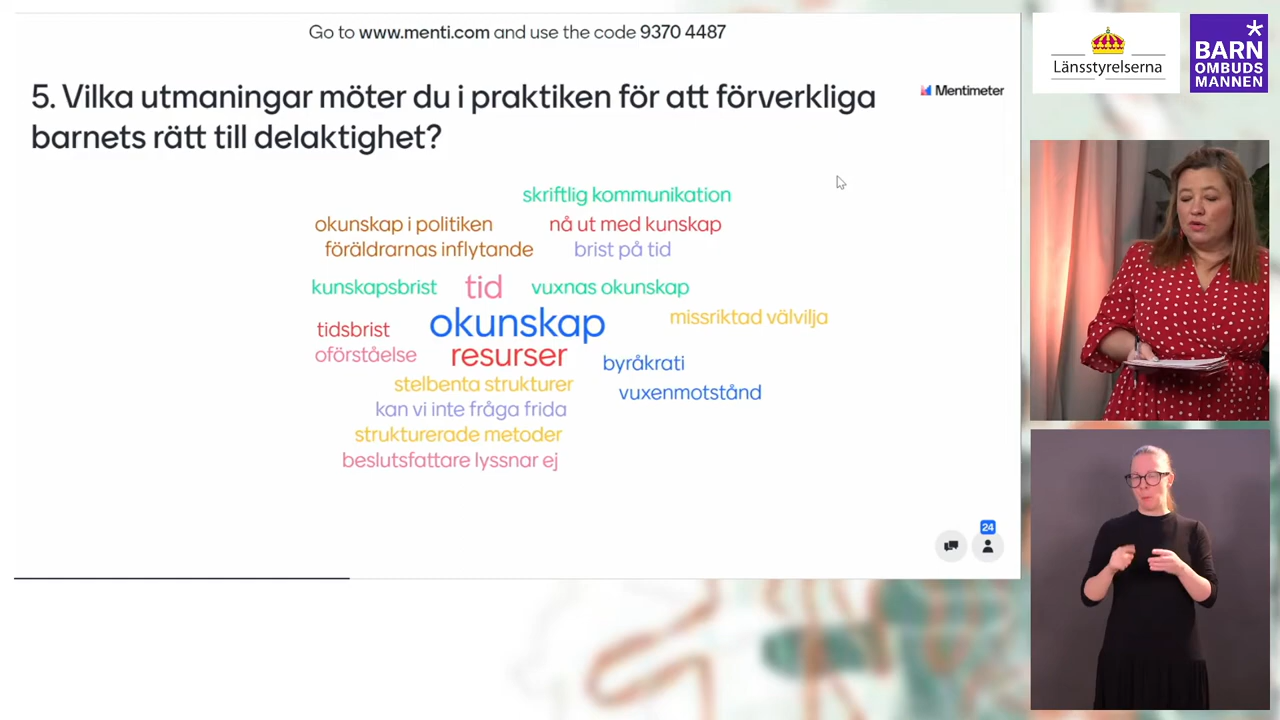 Go to www.menti.com and use the code 9370 4487
5. Vilka utmaningar möter du i praktiken för att förverkliga
barnets rätt till delaktighet?
Mentimeter
skriftlig kommunikation
okunskap i politiken
nå ut med kunskap
föräldrarnas inflytande
brist på tid
kunskapsbrist
tid
vuxnas okunskap
okunskap
missriktad välvilja
tidsbrist
oförståelse
resurser
byråkrati
stelbenta strukturer
vuxenmotstånd
kan vi inte fråga frida
strukturerade metoder
beslutsfattare lyssnar ej
24
Länsstyrelserna
BARN
OMBUDS
MANNEN